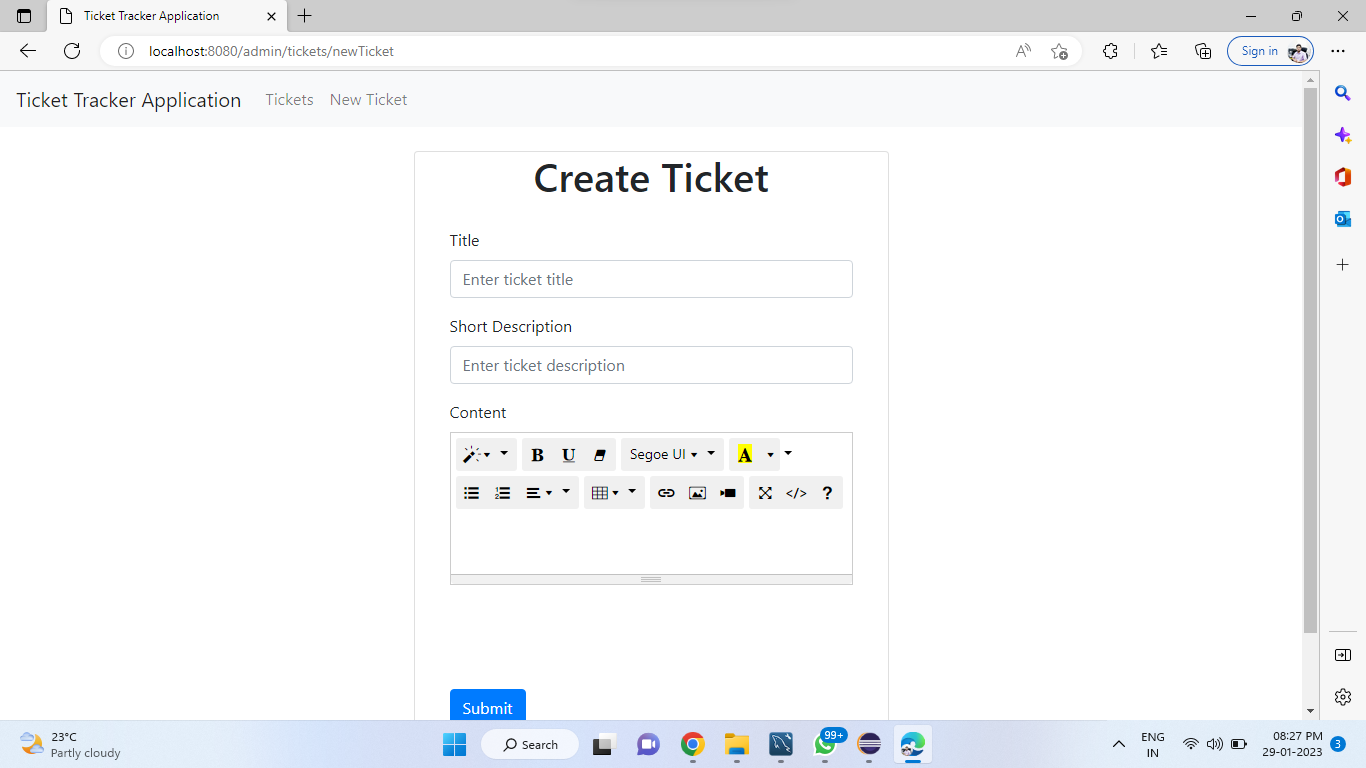 Ticket Tracker Application
localhost:8080/admin/tickets/newTicket
A
Sign in
Ticket Tracker Application
Tickets
New Ticket
Create Ticket
Title
Enter ticket title
Short Description
Enter ticket description
Content
B U
Segoe UI
A
</> ?
Submit
23°C
Partly cloudy
Search
99+
ENG
IN
08:27 PM
29-01-2023
3